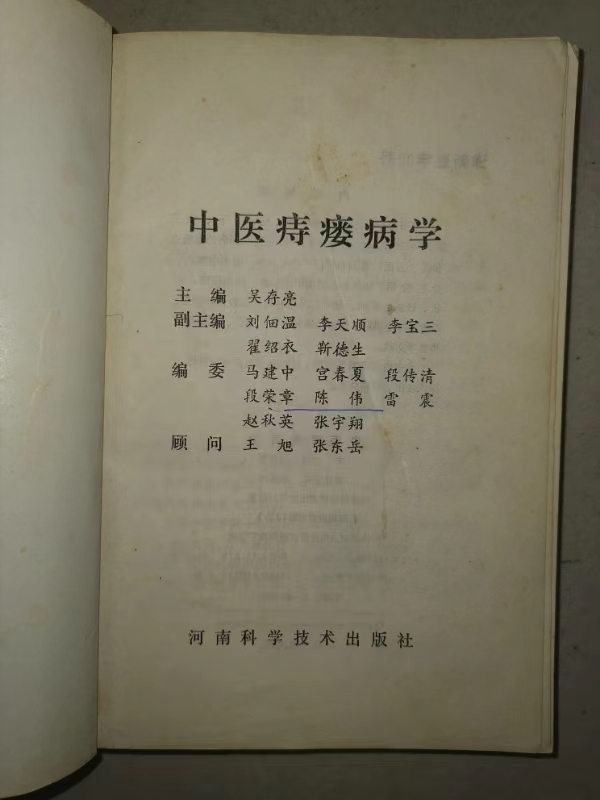 中医痔瘘病学
主编 吴存亮
副主编 刘佃温 李天顺 李宝三
翟绍衣 靳德生
编委 马建中 宫春夏 段传清
段荣章 陈伟 雷震
赵秋英 张宇翔
顾问 王旭 张东岳
河南科学技术出版社